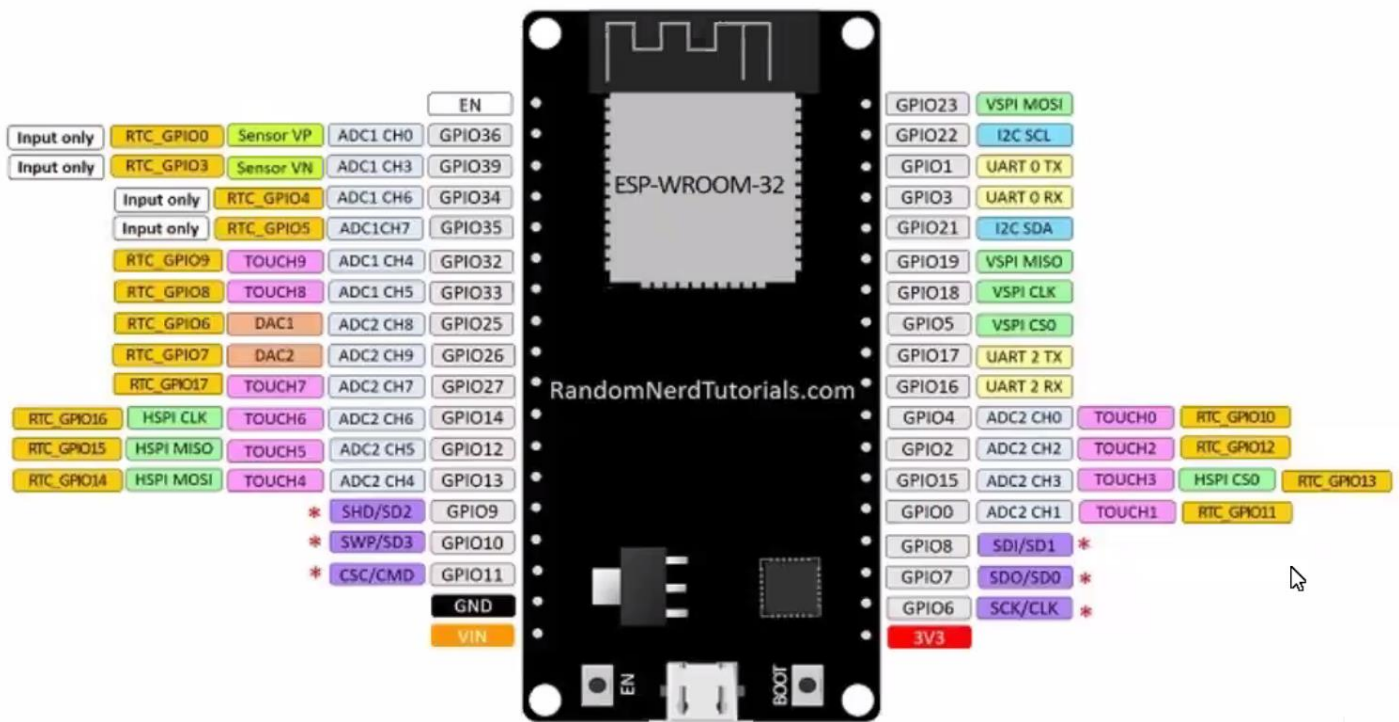 EN
Input only RTC_GPIO0 Sensor VP ADC1 CH0 GPIO36
Input only RTC_GPIO3 Sensor VN ADC1 CH3 GPIO39
Input only RTC_GPIO4 ADC1 CH6 GPIO34
Input only RTC_GPIO5 ADC1CH7 GPIO35
RTC_GPIO9 TOUCH9 ADC1 CH4 GPIO32
RTC_GPIO8 TOUCH8 ADC1 CH5 GPIO33
RTC_GPIO6 DAC1 ADC2 CH8 GPIO25
RTC_GPIO7 DAC2 ADC2 CH9 GPIO26
RTC_GPIO17 TOUCH7 ADC2 CH7 GPIO27
RTC_GPIO16 HSPI CLK TOUCH6 ADC2 CH6 GPIO14
RTC_GPIO15 HSPI MISO TOUCH5 ADC2 CH5 GPIO12
RTC_GPIO14 HSPI MOSI TOUCH4 ADC2 CH4 GPIO13
* SHD/SD2 GPIO9
* SWP/SD3 GPIO10
* CSC/CMD GPIO11
GND
VIN
ESP-WROOM-32
RandomNerdTutorials.com
EN
BOOT
GPIO23 VSPI MOSI
GPIO22 I2C SCL
GPIO1 UART 0 TX
GPIO3 UART 0 RX
GPIO21 I2C SDA
GPIO19 VSPI MISO
GPIO18 VSPI CLK
GPIO5 VSPI CS0
GPIO17 UART 2 TX
GPIO16 UART 2 RX
GPIO4 ADC2 CH0 TOUCH0 RTC_GPIO10
GPIO2 ADC2 CH2 TOUCH2 RTC_GPIO12
GPIO15 ADC2 CH3 TOUCH3 HSPI CS0 RTC_GPIO13
GPIO0 ADC2 CH1 TOUCH1 RTC_GPIO11
GPIO8 SDI/SD1 *
GPIO7 SDO/SD0 *
GPIO6 SCK/CLK *
3V3